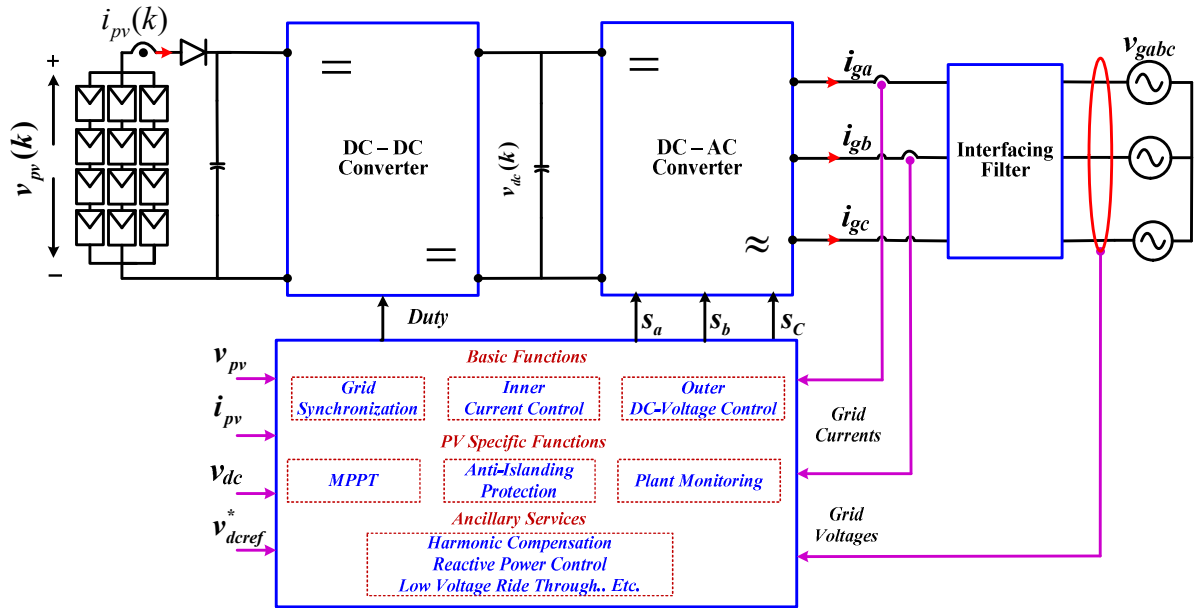 i_pv(k)
+
v_pv(k)
−
=
DC – DC
Converter
=
v_dc(k)
=
DC – AC
Converter
≈
i_ga
i_gb
i_gc
Interfacing
Filter
v_gabc
Duty
s_a
s_b
s_C
v_pv
i_pv
v_dc
v*_dcref
Basic Functions
Grid
Synchronization
Inner
Current Control
Outer
DC-Voltage Control
PV Specific Functions
MPPT
Anti-Islanding
Protection
Plant Monitoring
Ancillary Services
Harmonic Compensation
Reactive Power Control
Low Voltage Ride Through.. Etc.
Grid
Currents
Grid
Voltages